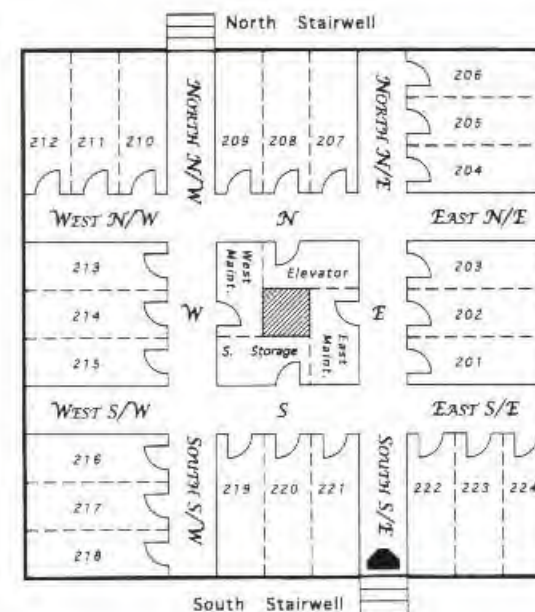 North Stairwell
NORTH N/W
NORTH N/E
206
205
204
212 211 210
209 208 207
WEST N/W
N
EAST N/E
213
214
215
West Maint.
Elevator
W
E
S. Storage
East Maint.
203
202
201
WEST S/W
S
EAST S/E
216
217
218
SOUTH S/W
219 220 221
SOUTH S/E
222 223 224
South Stairwell